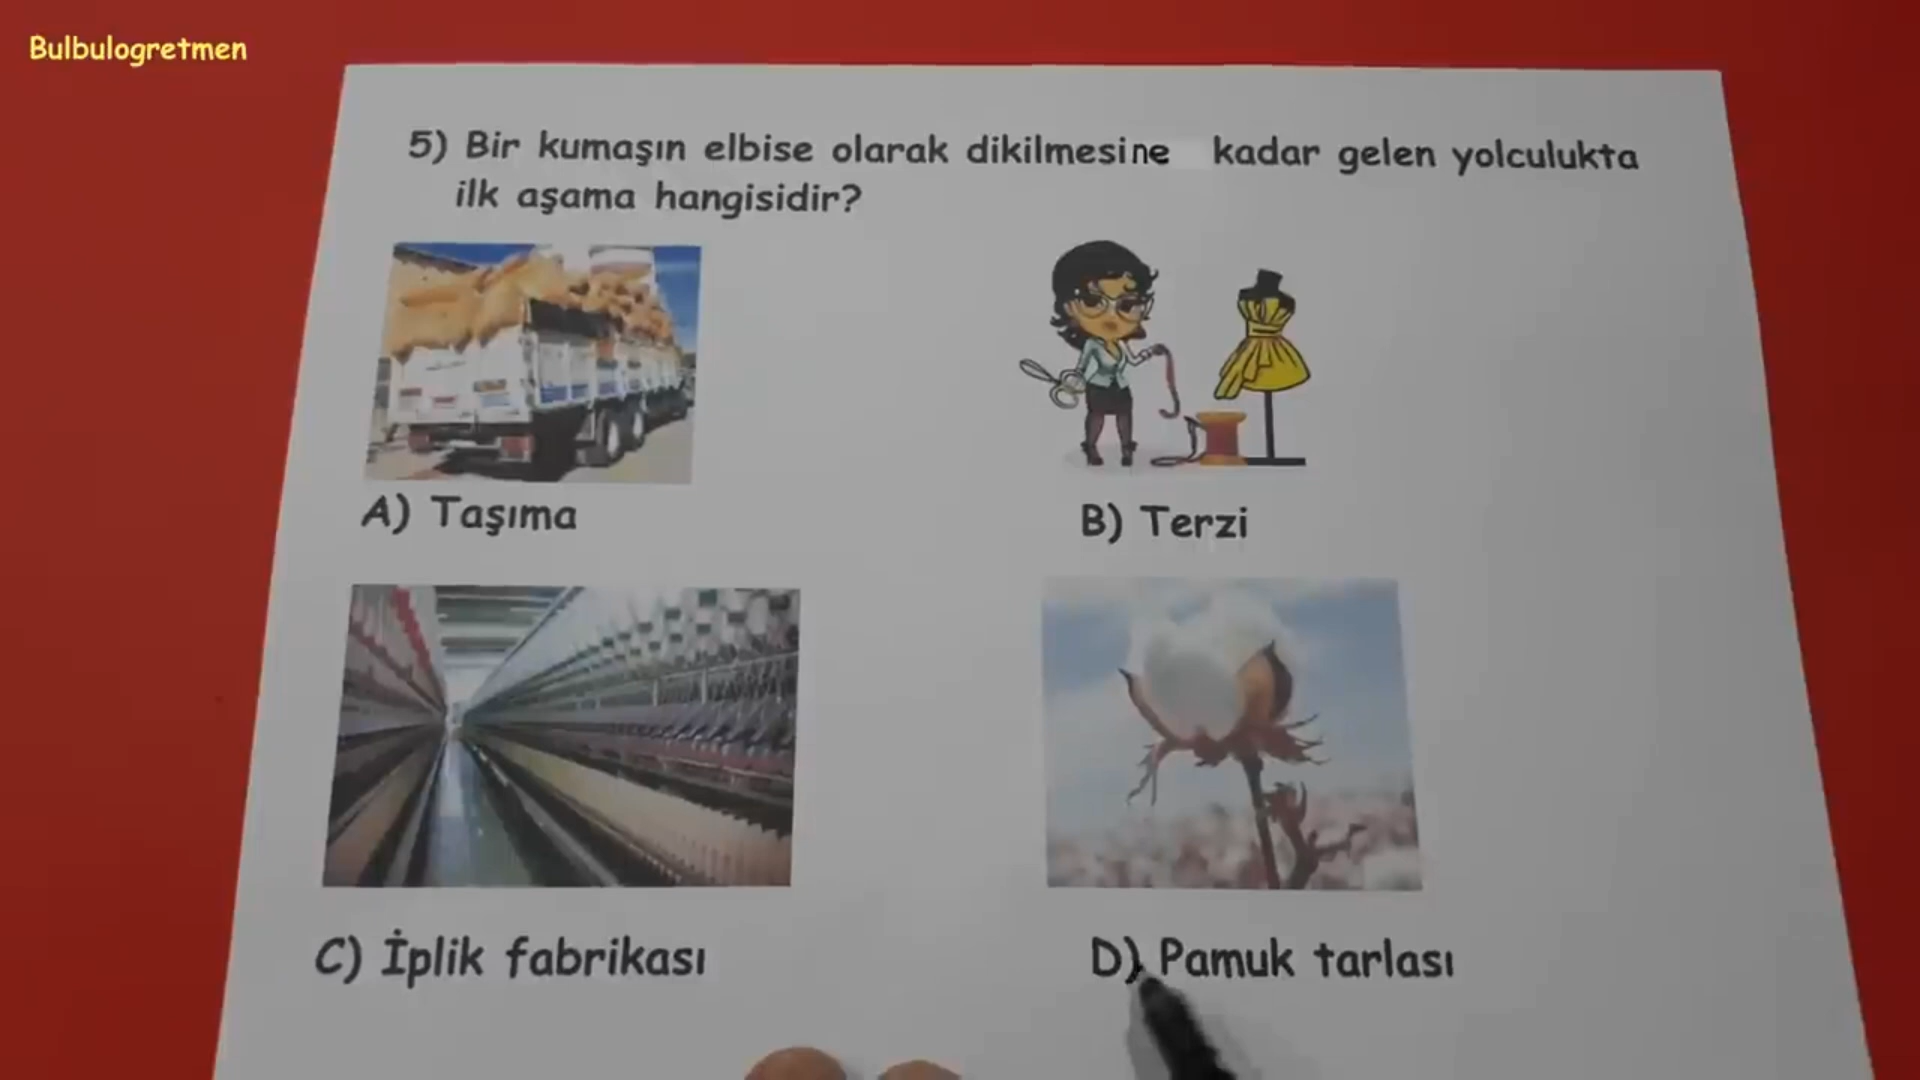 Bulbulogretmen
5) Bir kumaşın elbise olarak dikilmesine kadar gelen yolculukta
ilk aşama hangisidir?
A) Taşıma
B) Terzi
C) İplik fabrikası
D) Pamuk tarlası